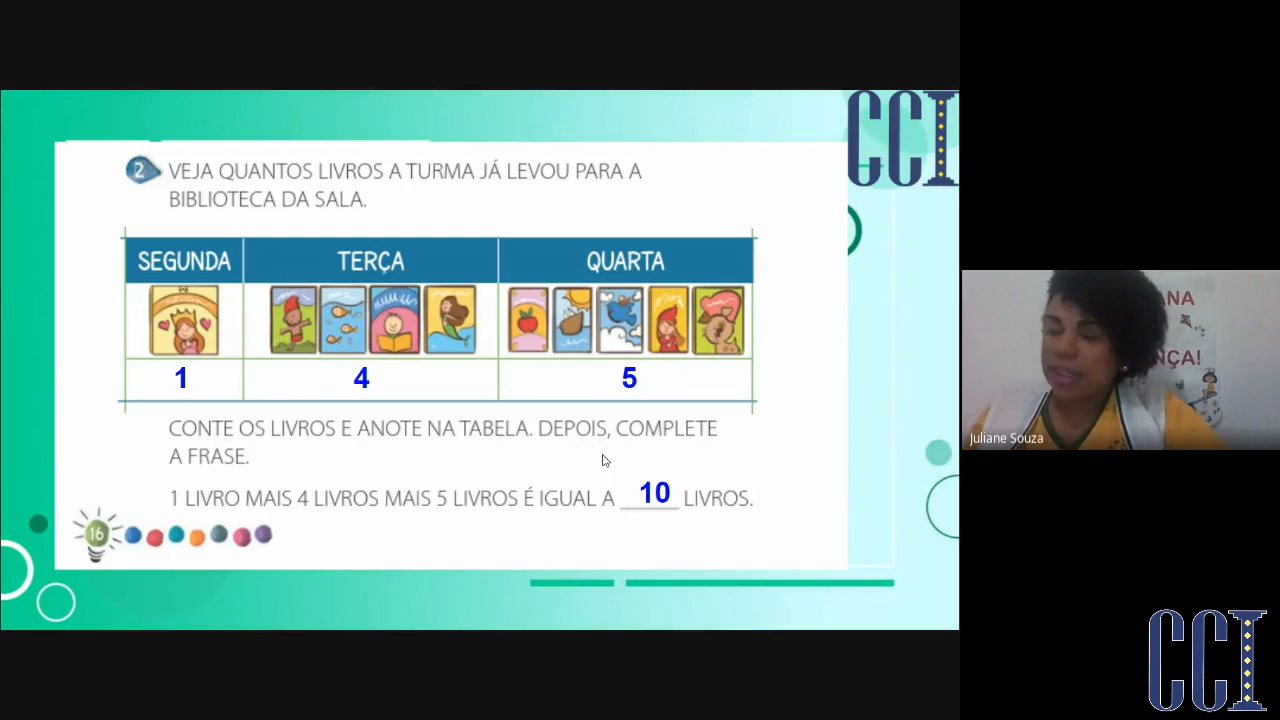 CCI
2 VEJA QUANTOS LIVROS A TURMA JÁ LEVOU PARA A
BIBLIOTECA DA SALA.
SEGUNDA TERÇA QUARTA
1 4 5
CONTE OS LIVROS E ANOTE NA TABELA. DEPOIS, COMPLETE
A FRASE.
1 LIVRO MAIS 4 LIVROS MAIS 5 LIVROS É IGUAL A 10 LIVROS.
16
ANA
NÇA!
Juliane Souza
CCI